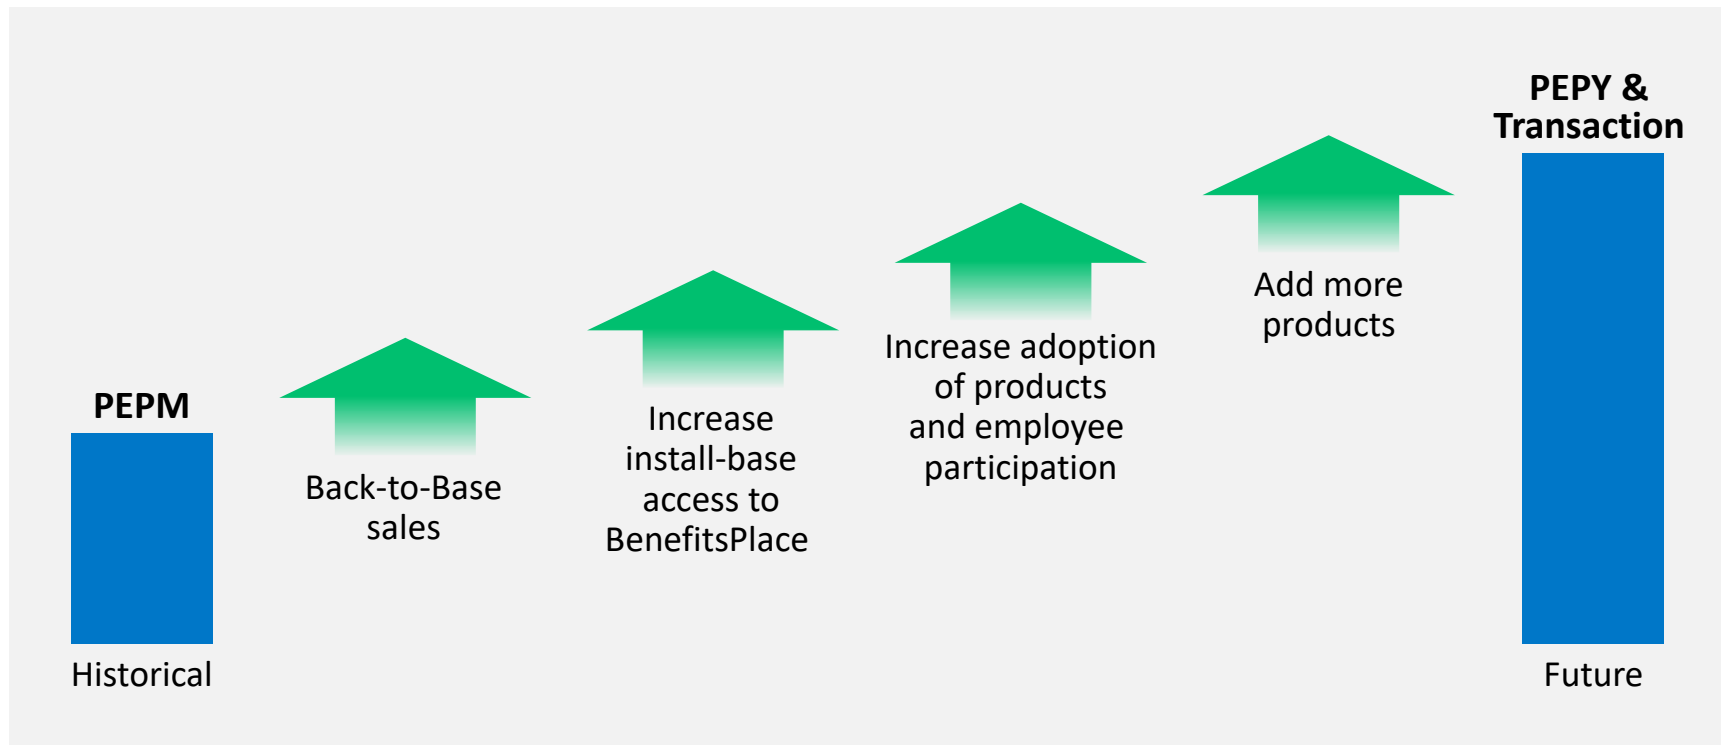 PEPM
Historical
Back-to-Base
sales
Increase
install-base
access to
BenefitsPlace
Increase adoption
of products
and employee
participation
Add more
products
PEPY &
Transaction
Future